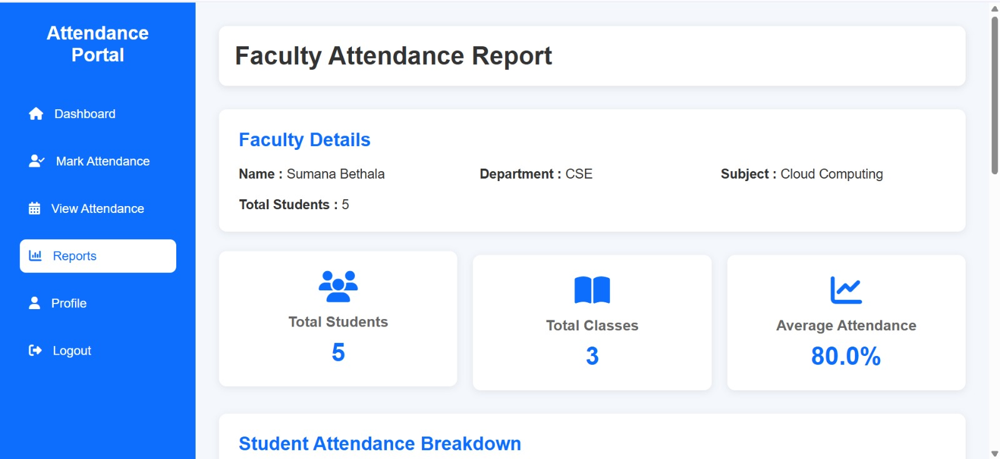 Attendance
Portal
Dashboard
Mark Attendance
View Attendance
Reports
Profile
Logout
Faculty Attendance Report
Faculty Details
Name : Sumana Bethala
Department : CSE
Subject : Cloud Computing
Total Students : 5
Total Students
5
Total Classes
3
Average Attendance
80.0%
Student Attendance Breakdown